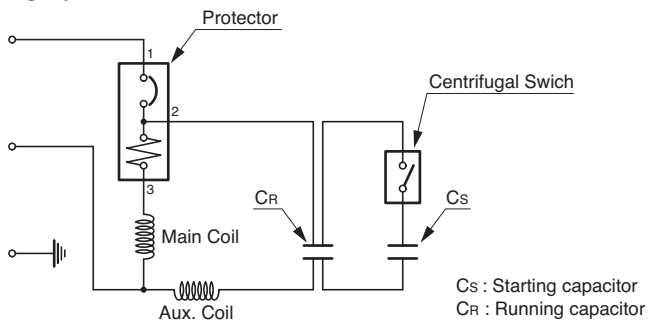 Protector
1
Centrifugal Swich
2
3
CR
Cs
Main Coil
Aux. Coil
Cs : Starting capacitor
CR : Running capacitor